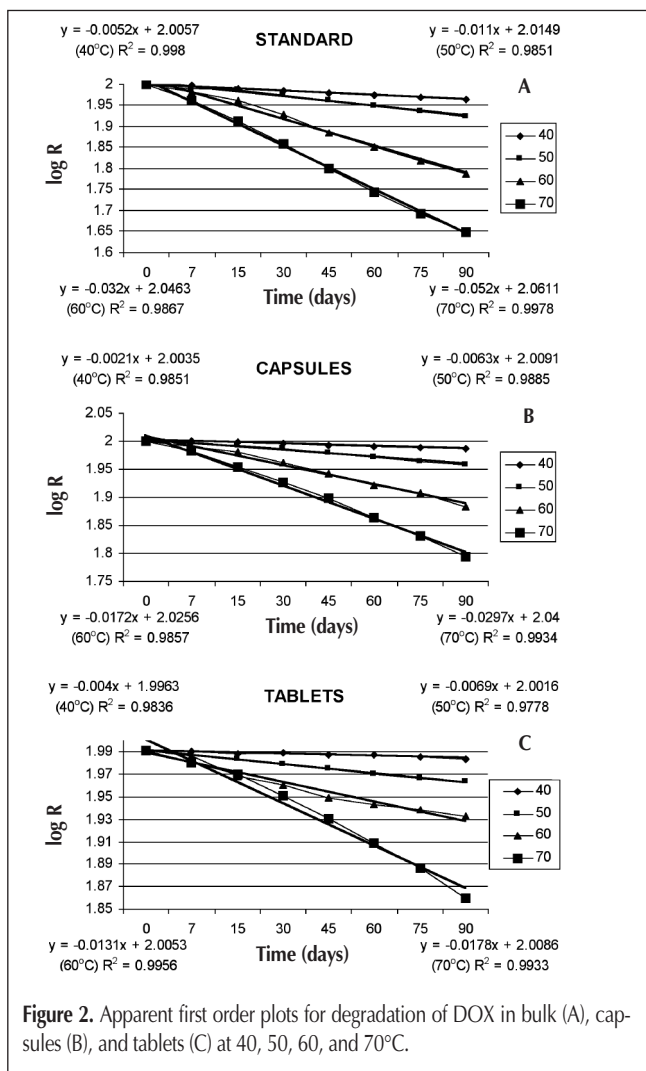 y = -0.0052x + 2.0057
(40°C) R² = 0.998
STANDARD
y = -0.011x + 2.0149
(50°C) R² = 0.9851
A
2
1.95
1.9
1.85
1.8
1.75
1.7
1.65
1.6
log R
40
50
60
70
0 7 15 30 45 60 75 90
Time (days)
y = -0.032x + 2.0463
(60°C) R² = 0.9867
y = -0.052x + 2.0611
(70°C) R² = 0.9978
y = -0.0021x + 2.0035
(40°C) R² = 0.9851
CAPSULES
y = -0.0063x + 2.0091
(50°C) R² = 0.9885
B
2.05
2
1.95
1.9
1.85
1.8
1.75
log R
40
50
60
70
0 7 15 30 45 60 75 90
Time (days)
y = -0.0172x + 2.0256
(60°C) R² = 0.9857
y = -0.0297x + 2.04
(70°C) R² = 0.9934
y = -0.004x + 1.9963
(40°C) R² = 0.9836
TABLETS
y = -0.0069x + 2.0016
(50°C) R² = 0.9778
C
1.99
1.97
1.95
1.93
1.91
1.89
1.87
1.85
log R
40
50
60
70
0 7 15 30 45 60 75 90
Time (days)
y = -0.0131x + 2.0053
(60°C) R² = 0.9956
y = -0.0178x + 2.0086
(70°C) R² = 0.9933
Figure 2. Apparent first order plots for degradation of DOX in bulk (A), cap-
sules (B), and tablets (C) at 40, 50, 60, and 70°C.